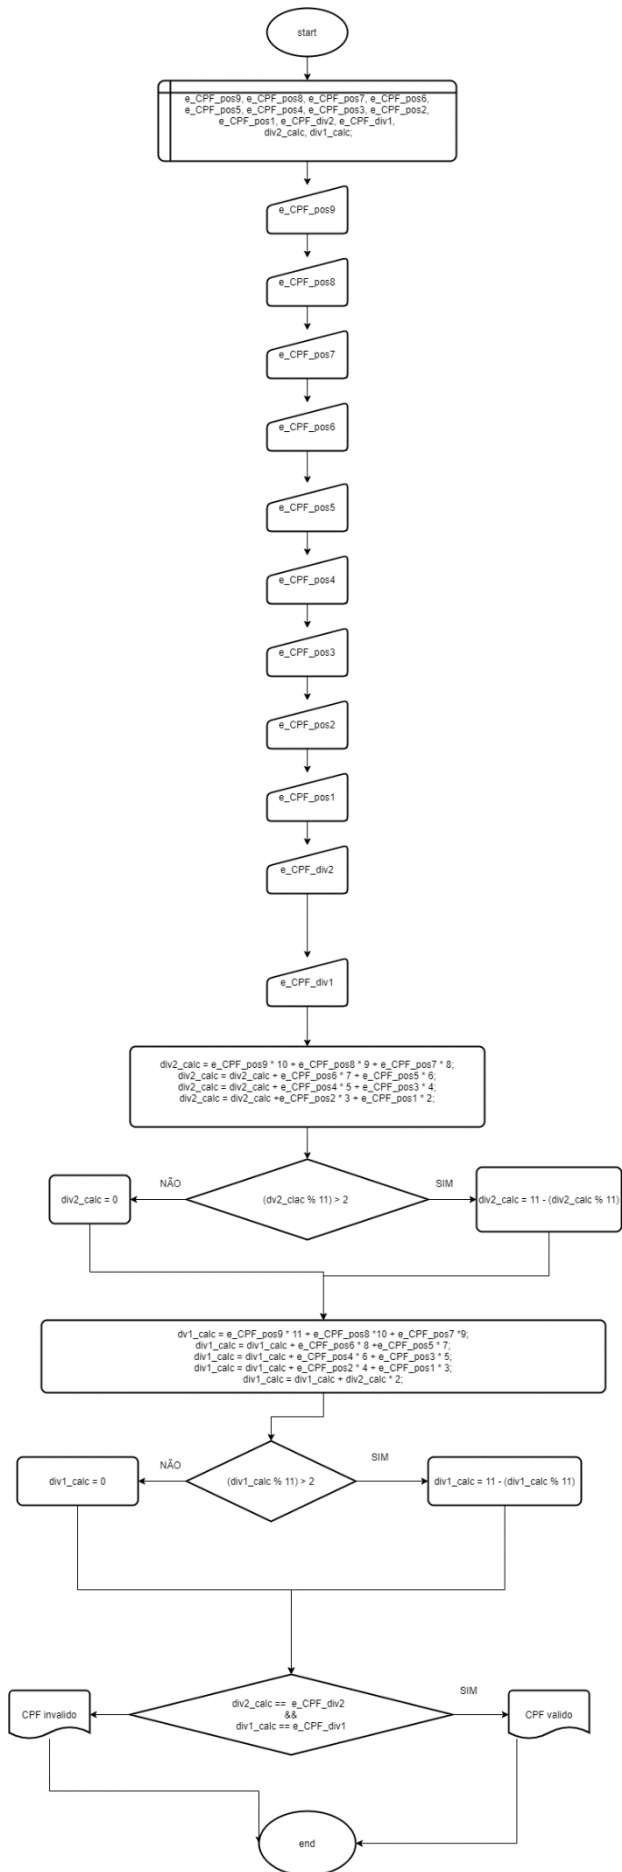 start
e_CPF_pos9, e_CPF_pos8, e_CPF_pos7, e_CPF_pos6,
e_CPF_pos5, e_CPF_pos4, e_CPF_pos3, e_CPF_pos2,
e_CPF_pos1, e_CPF_div2, e_CPF_div1,
div2_calc, div1_calc;
e_CPF_pos9
e_CPF_pos8
e_CPF_pos7
e_CPF_pos6
e_CPF_pos5
e_CPF_pos4
e_CPF_pos3
e_CPF_pos2
e_CPF_pos1
e_CPF_div2
e_CPF_div1
div2_calc = e_CPF_pos9 * 10 + e_CPF_pos8 * 9 + e_CPF_pos7 * 8;
div2_calc = div2_calc + e_CPF_pos6 * 7 + e_CPF_pos5 * 6;
div2_calc = div2_calc + e_CPF_pos4 * 5 + e_CPF_pos3 * 4;
div2_calc = div2_calc +e_CPF_pos2 * 3 + e_CPF_pos1 * 2;
NÃO
SIM
div2_calc = 0
(dv2_clac % 11) > 2
div2_calc = 11 - (div2_calc % 11)
dv1_calc = e_CPF_pos9 * 11 + e_CPF_pos8 *10 + e_CPF_pos7 *9;
div1_calc = div1_calc + e_CPF_pos6 * 8 +e_CPF_pos5 * 7;
div1_calc = div1_calc + e_CPF_pos4 * 6 + e_CPF_pos3 * 5;
div1_calc = div1_calc + e_CPF_pos2 * 4 + e_CPF_pos1 * 3;
div1_calc = div1_calc + div2_calc * 2;
NÃO
SIM
div1_calc = 0
(div1_calc % 11) > 2
div1_calc = 11 - (div1_calc % 11)
SIM
CPF invalido
div2_calc == e_CPF_div2
&&
div1_calc == e_CPF_div1
CPF valido
end